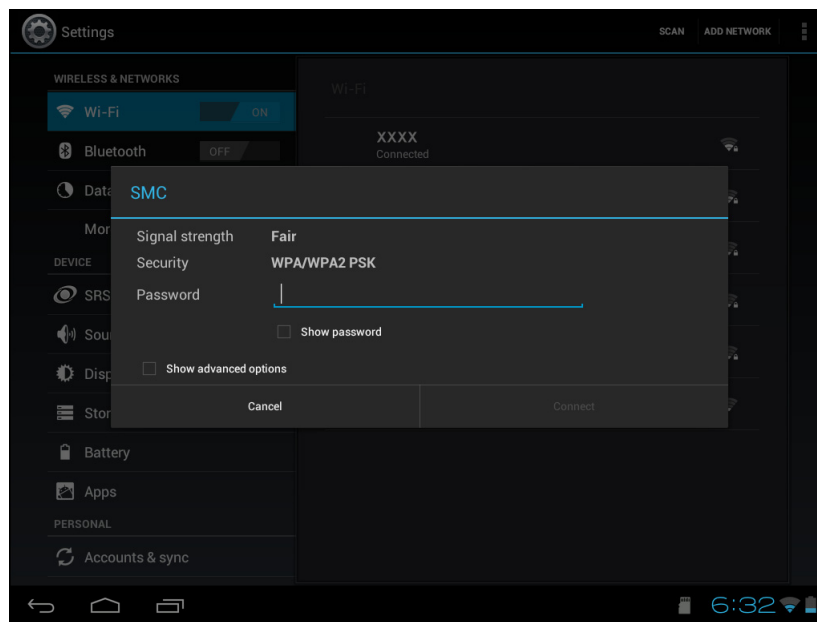 Settings
SCAN
ADD NETWORK
WIRELESS & NETWORKS
Wi-Fi
ON
Bluetooth
OFF
Data
Mor
DEVICE
SRS
Sou
Disp
Stor
Battery
Apps
PERSONAL
Accounts & sync
Wi-Fi
XXXX
Connected
SMC
Signal strength Fair
Security WPA/WPA2 PSK
Password
Show password
Show advanced options
Cancel
Connect
6:32